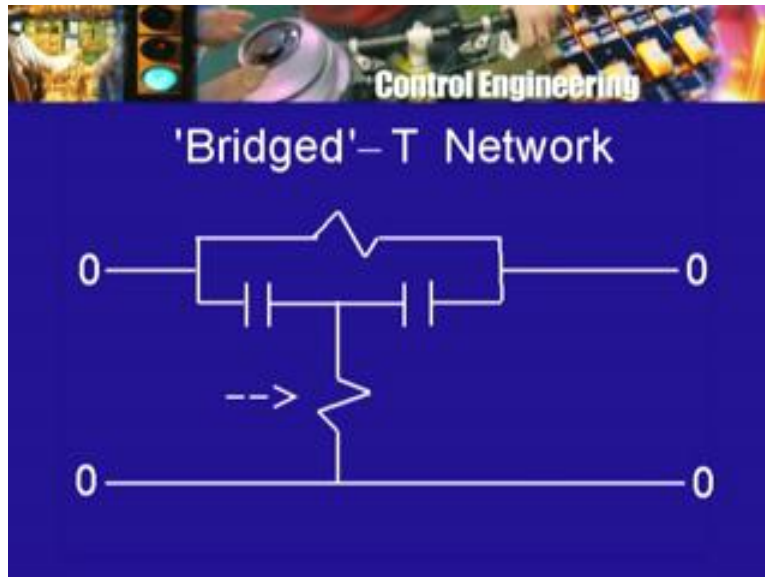 Control Engineering
'Bridged'– T Network
0 0
-->
0 0